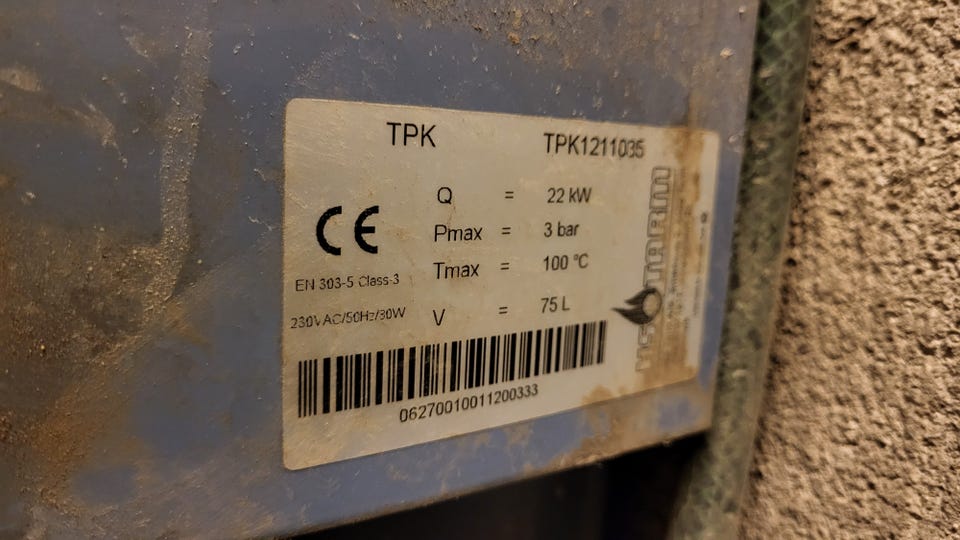 TPK TPK1211035
Q = 22 kW
Pmax = 3 bar
Tmax = 100 °C
V = 75 L
CE
EN 303-5 Class-3
230VAC/50Hz/30W
06270010011200333